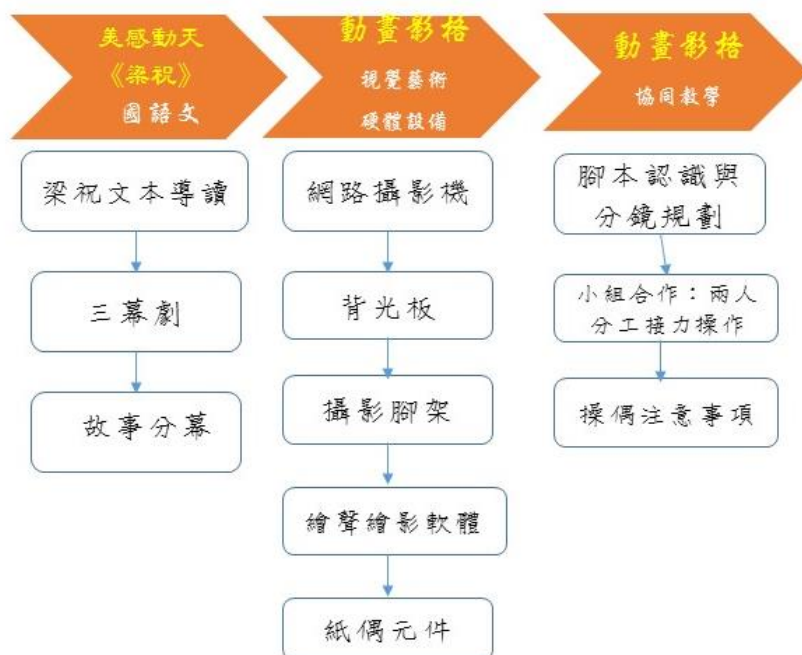 美感動天
《梁祝》
國語文
梁祝文本導讀
三幕劇
故事分幕
動畫影格
視覺藝術
硬體設備
網路攝影機
背光板
攝影腳架
繪聲繪影軟體
紙偶元件
動畫影格
協同教學
腳本認識與
分鏡規劃
小組合作：兩人
分工接力操作
操偶注意事項